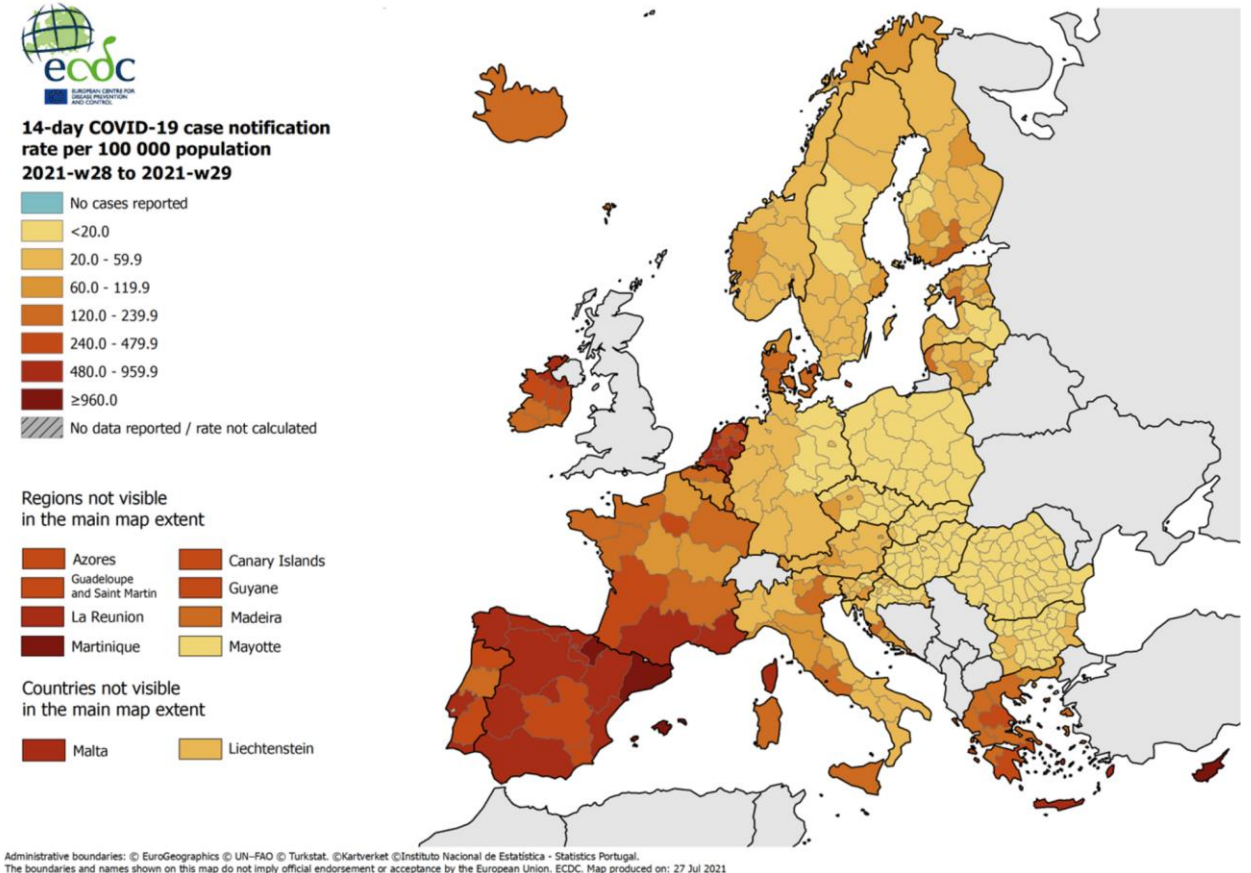 ecdc
EUROPEAN CENTRE FOR
DISEASE PREVENTION
AND CONTROL
14-day COVID-19 case notification
rate per 100 000 population
2021-w28 to 2021-w29
No cases reported
<20.0
20.0 - 59.9
60.0 - 119.9
120.0 - 239.9
240.0 - 479.9
480.0 - 959.9
≥960.0
No data reported / rate not calculated
Regions not visible
in the main map extent
Azores
Canary Islands
Guadeloupe
and Saint Martin
Guyane
La Reunion
Madeira
Martinique
Mayotte
Countries not visible
in the main map extent
Malta
Liechtenstein
Administrative boundaries: © EuroGeographics © UN–FAO © Turkstat. ©Kartverket ©Instituto Nacional de Estatística - Statistics Portugal.
The boundaries and names shown on this map do not imply official endorsement or acceptance by the European Union. ECDC. Map produced on: 27 Jul 2021